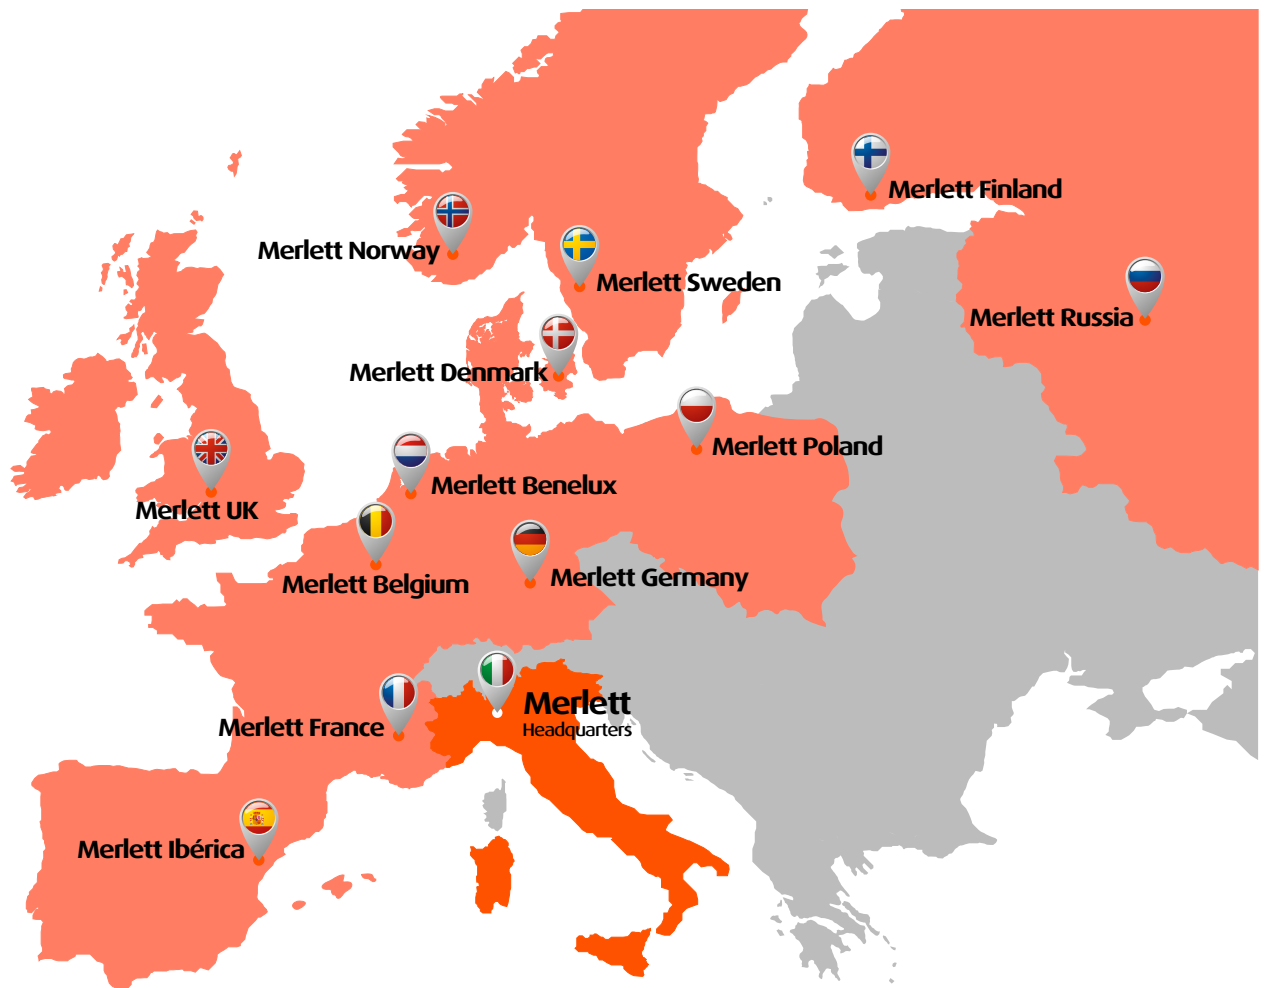 Merlett Finland
Merlett Norway
Merlett Sweden
Merlett Russia
Merlett Denmark
Merlett Poland
Merlett Benelux
Merlett UK
Merlett Belgium
Merlett Germany
Merlett
Headquarters
Merlett France
Merlett Ibérica